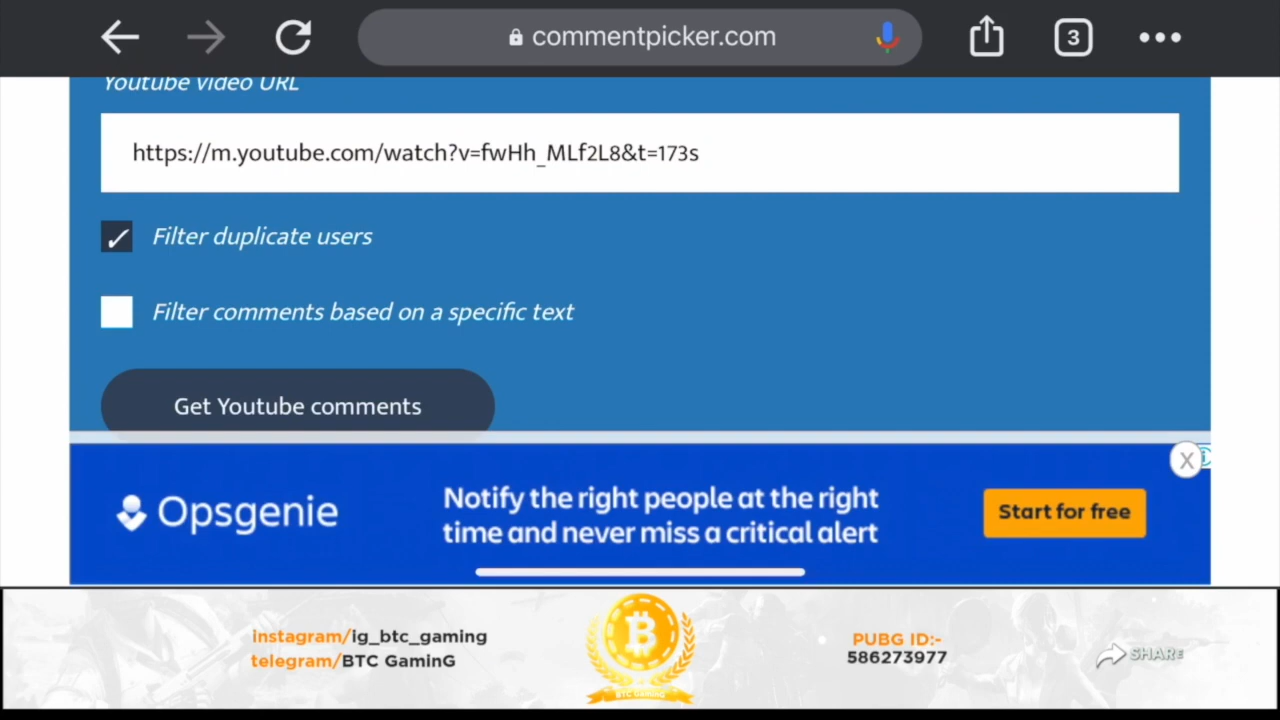 3
commentpicker.com
Youtube video URL
https://m.youtube.com/watch?v=fwHh_MLf2L8&t=173s
Filter duplicate users
Filter comments based on a specific text
Get Youtube comments
X
Opsgenie
Notify the right people at the right
time and never miss a critical alert
Start for free
instagram/ig_btc_gaming
telegram/BTC GaminG
BTC GaminG
PUBG ID:-
586273977
SHARE